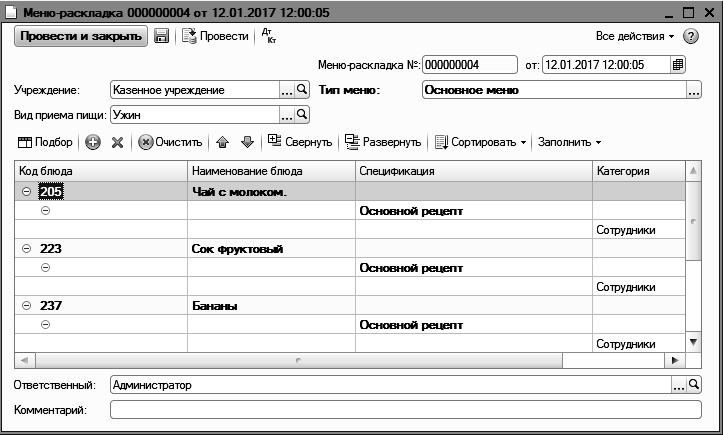 Меню-раскладка 000000004 от 12.01.2017 12:00:05
Провести и закрыть Провести Дт Кт Все действия
Меню-раскладка №: 000000004 от: 12.01.2017 12:00:05
Учреждение: Казенное учреждение ... Тип меню: Основное меню ...
Вид приема пищи: Ужин ...
Подбор Очистить Свернуть Развернуть Сортировать Заполнить
Код блюда Наименование блюда Спецификация Категория
205 Чай с молоком.
Основной рецепт
Сотрудники
223 Сок фруктовый
Основной рецепт
Сотрудники
237 Бананы
Основной рецепт
Сотрудники
Ответственный: Администратор ...
Комментарий: